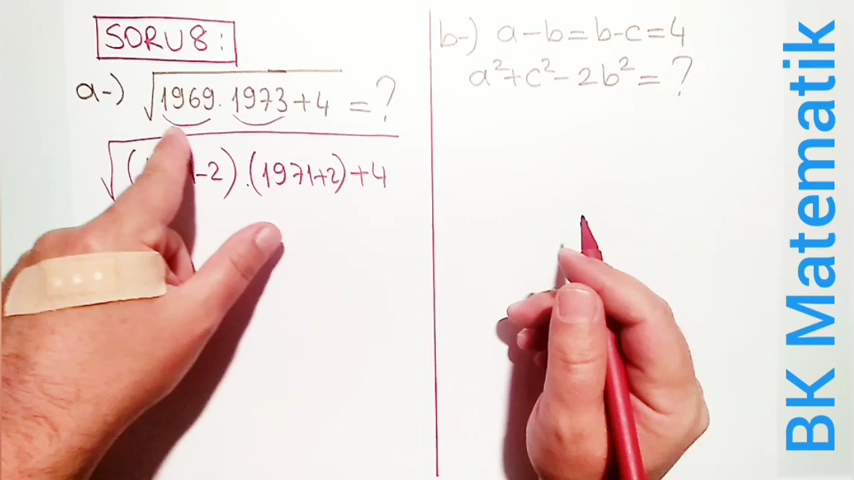 SORU 8:
a-) √1969.1973+4 =?
-2).(1971+2)+4
b-) a-b=b-c=4
a²+c²-2b²=?
BK Matematik